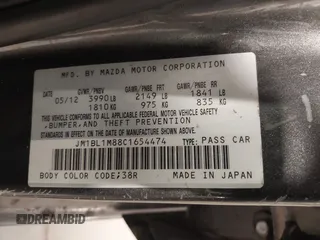 MFD. BY MAZDA MOTOR CORPORATION
05/12 GVWR/ PNBV GAWR/ PNBE FR GAWR/ PNBE RR
3990LB 2149 LB 1841 LB
1810KG 975 KG 835 KG
THIS VEHICLE CONFORMS TO ALL APPLICABLE FEDERAL MOTOR VEHICLE SAFETY
,BUMPER,AND THEFT PREVENTION
STANDARDS IN EFFECT ON THE DATE OF MANUFACTURE SHOWN ABOVE.
JM1BL1M88C1654474 TYPE: PASS CAR
BODY COLOR CODE;38R MADE IN JAPAN
DREAMBID